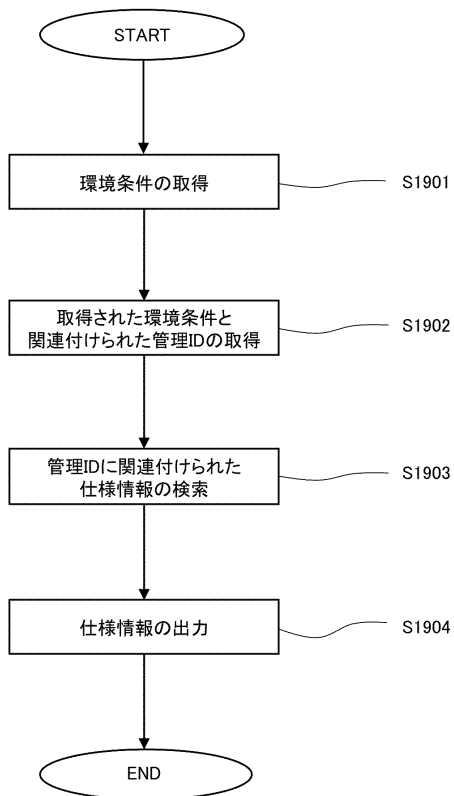 START
環境条件の取得
S1901
取得された環境条件と
関連付けられた管理IDの取得
S1902
管理IDに関連付けられた
仕様情報の検索
S1903
仕様情報の出力
S1904
END